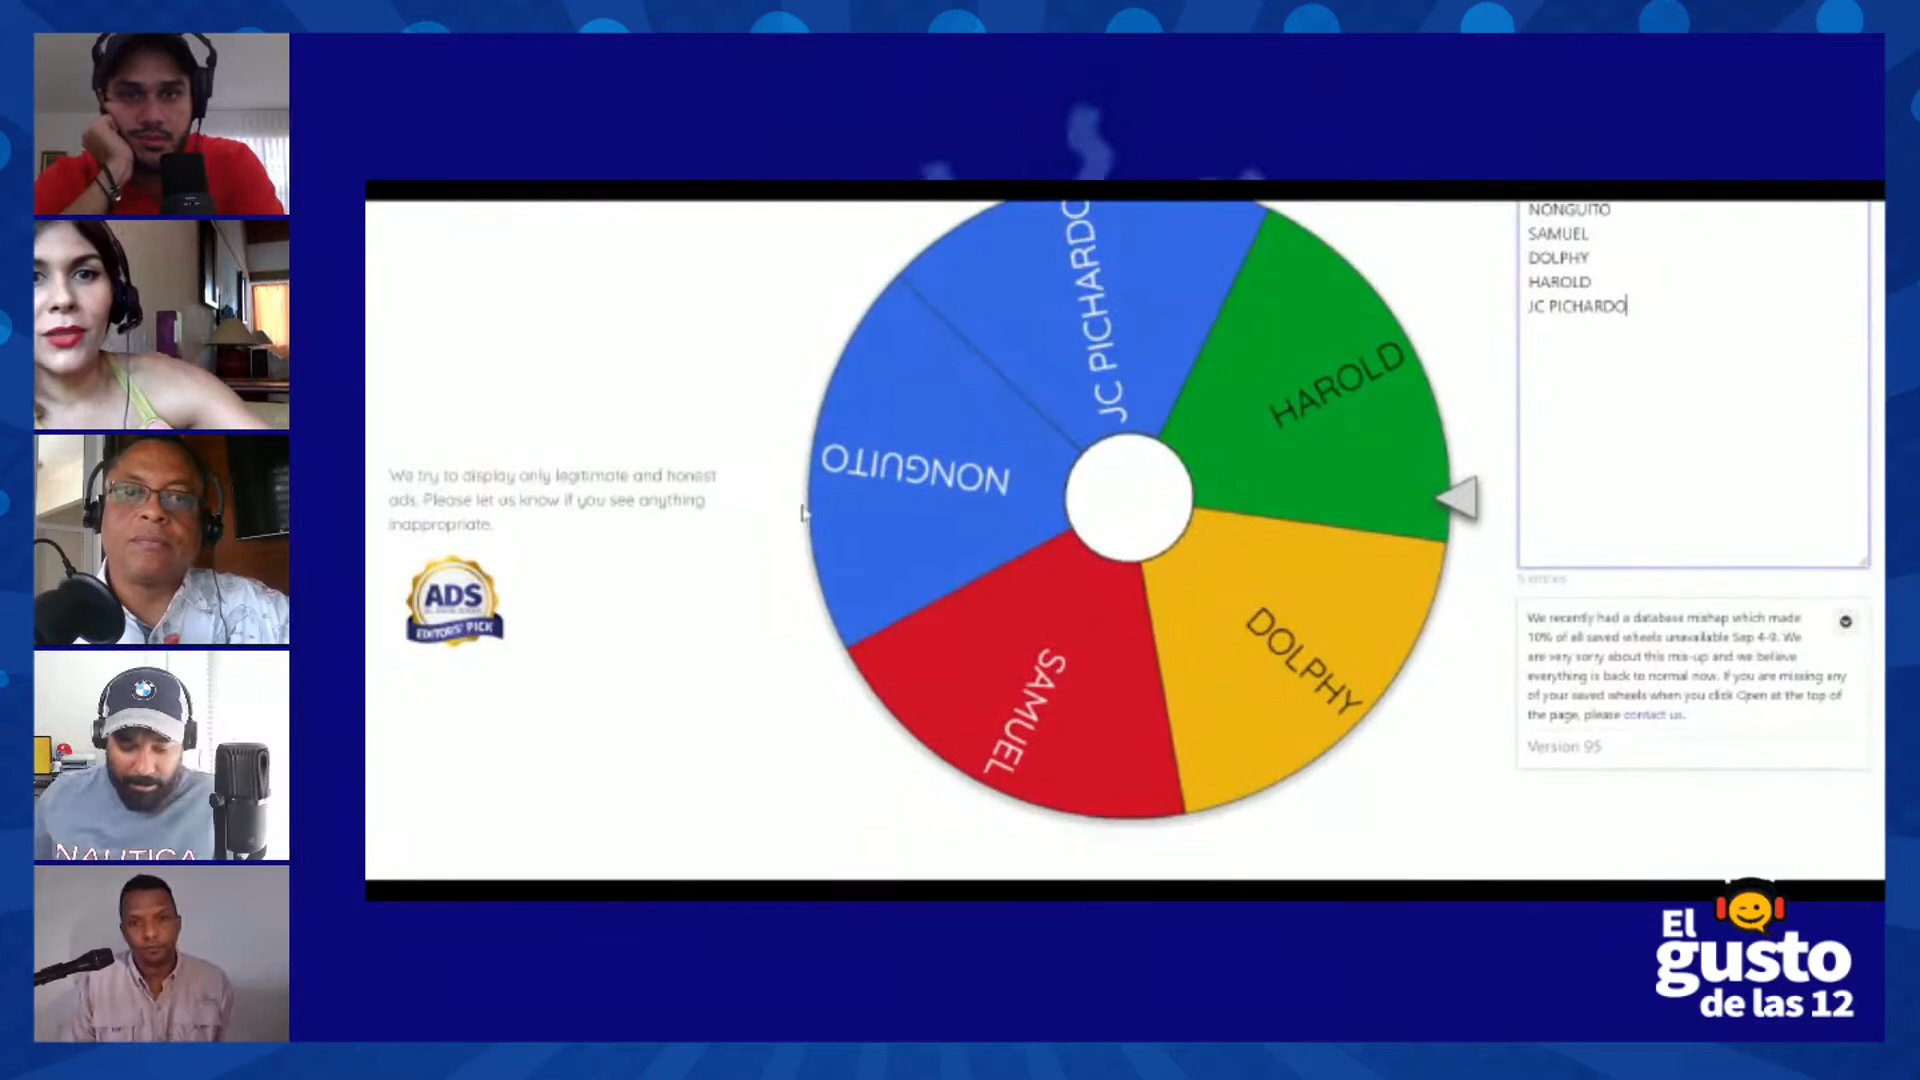 NONGUITO
SAMUEL
DOLPHY
HAROLD
JC PICHARDO
JC PICHARDO
HAROLD
NONGUITO
DOLPHY
SAMUEL
We try to display only legitimate and honest
ads. Please let us know if you see anything
inappropriate.
ADS
EDITORS' PICK
5 entries
We recently had a database mishap which made
10% of all saved wheels unavailable Sep 4-9. We
are very sorry about this mix-up and we believe
everything is back to normal now. If you are missing any
of your saved wheels when you click Open at the top of
the page, please contact us.
Version 95
NAUTICA
El
gusto
de las 12